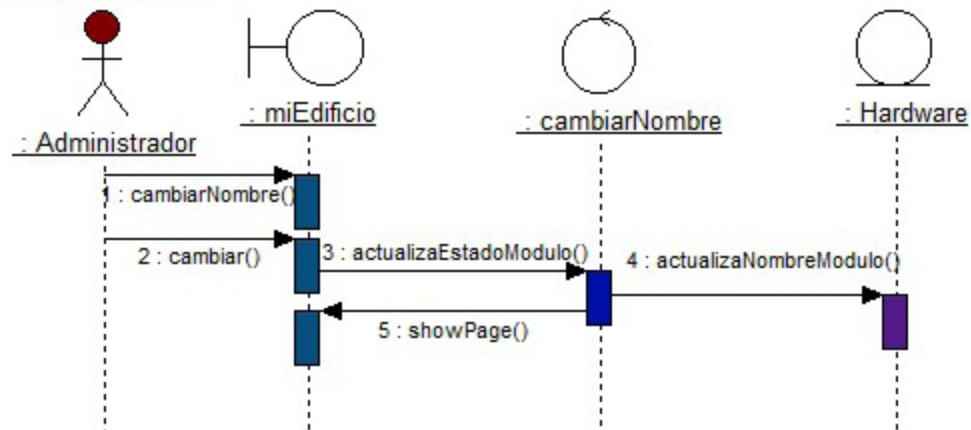 : miEdificio
: Hardware
: cambiarNombre
: Administrador
1 : cambiarNombre()
2 : cambiar()
3 : actualizaEstadoModulo()
4 : actualizaNombreModulo()
5 : showPage()